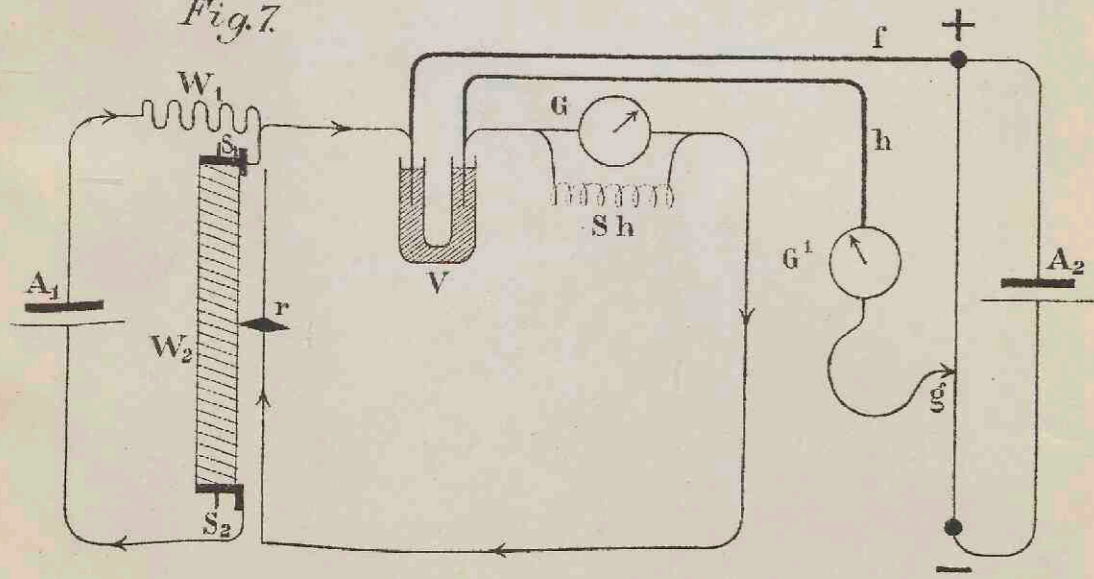 Fig. 7.
+
f
W₁
G
S₁
h
Sh
G¹
V
A₂
A₁
r
W₂
g
S₂
−